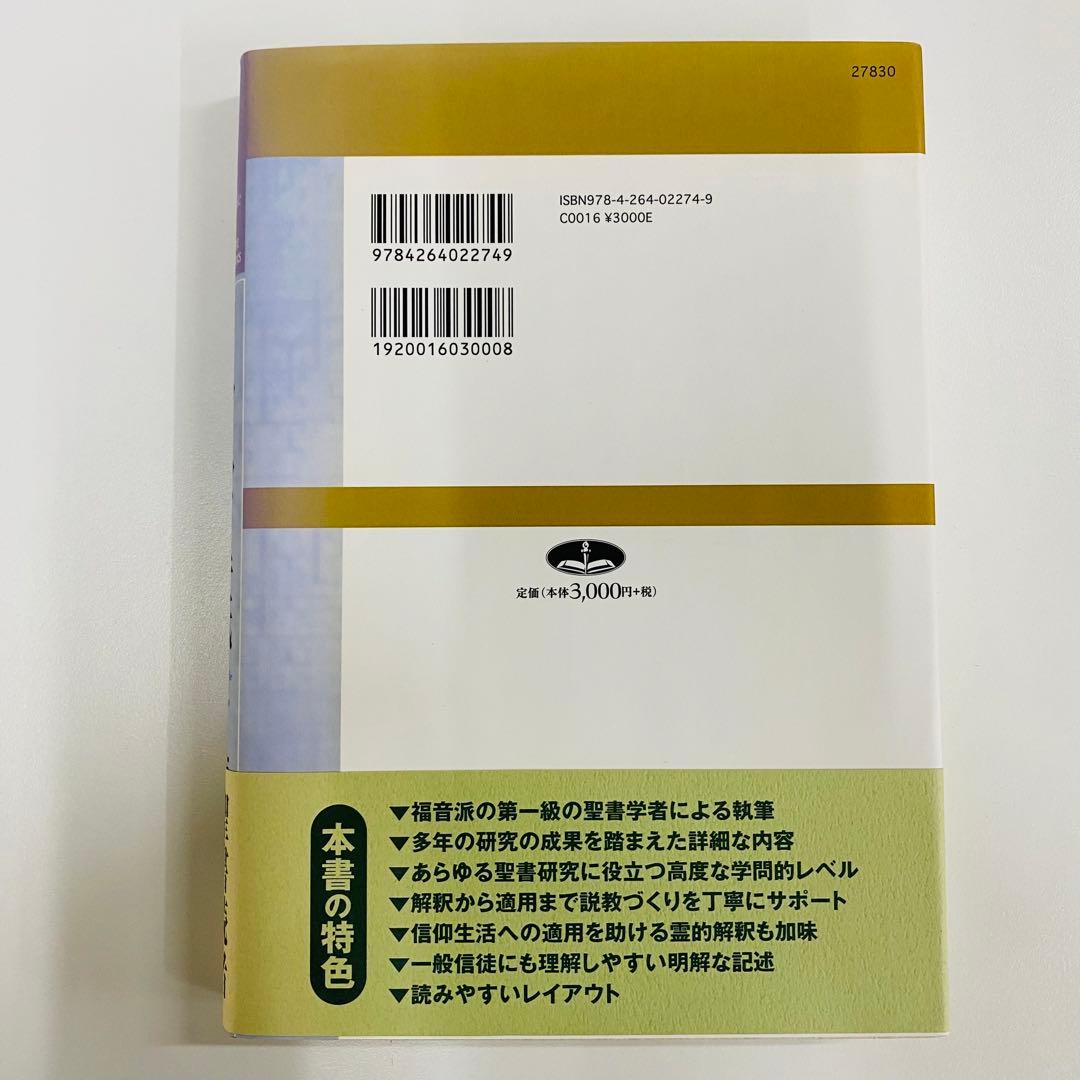 27830
ISBN978-4-264-02274-9
C0016 ¥3000E
9784264022749
1920016030008
定価(本体3,000円+税)
本書の特色
▼福音派の第一級の聖書学者による執筆
▼多年の研究の成果を踏まえた詳細な内容
▼あらゆる聖書研究に役立つ高度な学問的レベル
▼解釈から適用まで説教づくりを丁寧にサポート
▼信仰生活への適用を助ける霊的解釈も加味
▼一般信徒にも理解しやすい明解な記述
▼読みやすいレイアウト